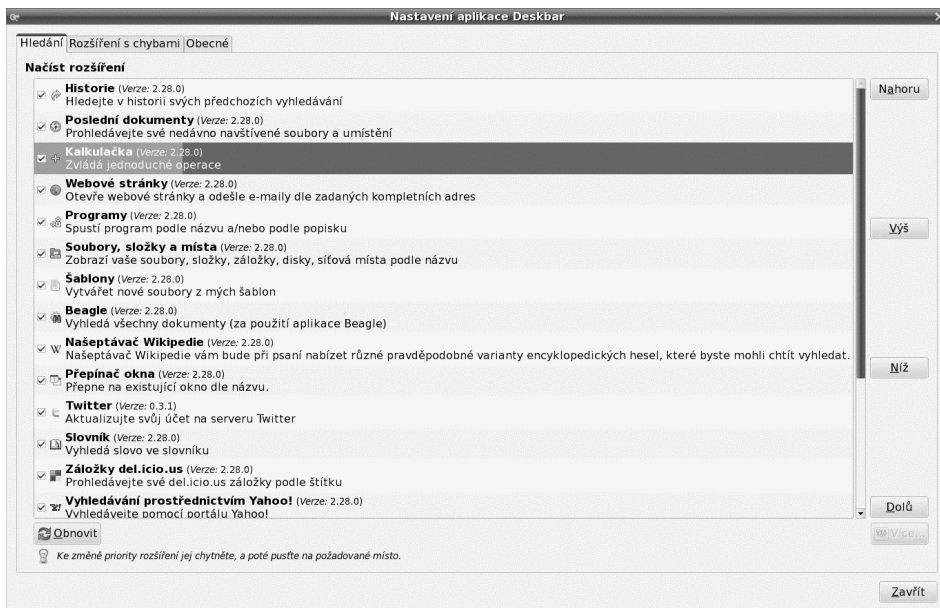 Nastavení aplikace Deskbar
Hledání Rozšíření s chybami Obecné
Načíst rozšíření
Historie (Verze: 2.28.0)
Hledejte v historii svých předchozích vyhledávání
Poslední dokumenty (Verze: 2.28.0)
Prohledávejte své nedávno navštívené soubory a umístění
Kalkulačka (Verze: 2.28.0)
Zvládá jednoduché operace
Webové stránky (Verze: 2.28.0)
Otevře webové stránky a odešle e-maily dle zadaných kompletních adres
Programy (Verze: 2.28.0)
Spustí program podle názvu a/nebo podle popisku
Soubory, složky a místa (Verze: 2.28.0)
Zobrazí vaše soubory, složky, záložky, disky, síťová místa podle názvu
Šablony (Verze: 2.28.0)
Vytvářet nové soubory z mých šablon
Beagle (Verze: 2.28.0)
Vyhledá všechny dokumenty (za použití aplikace Beagle)
Našeptávač Wikipedie (Verze: 2.28.0)
Našeptávač Wikipedie vám bude při psaní nabízet různé pravděpodobné varianty encyklopedických hesel, které byste mohli chtít vyhledat.
Přepínač okna (Verze: 2.28.0)
Přepne na existující okno dle názvu.
Twitter (Verze: 0.3.1)
Aktualizujte svůj účet na serveru Twitter
Slovník (Verze: 2.28.0)
Vyhledá slovo ve slovníku
Záložky del.icio.us (Verze: 2.28.0)
Prohledávejte své del.icio.us záložky podle štítku
Vyhledávání prostřednictvím Yahoo! (Verze: 2.28.0)
Vyhledávejte pomocí portálu Yahoo!
Nahoru
Výš
Níž
Dolů
Obnovit
Více...
Ke změně priority rozšíření jej chytněte, a poté pusťte na požadované místo.
Zavřít